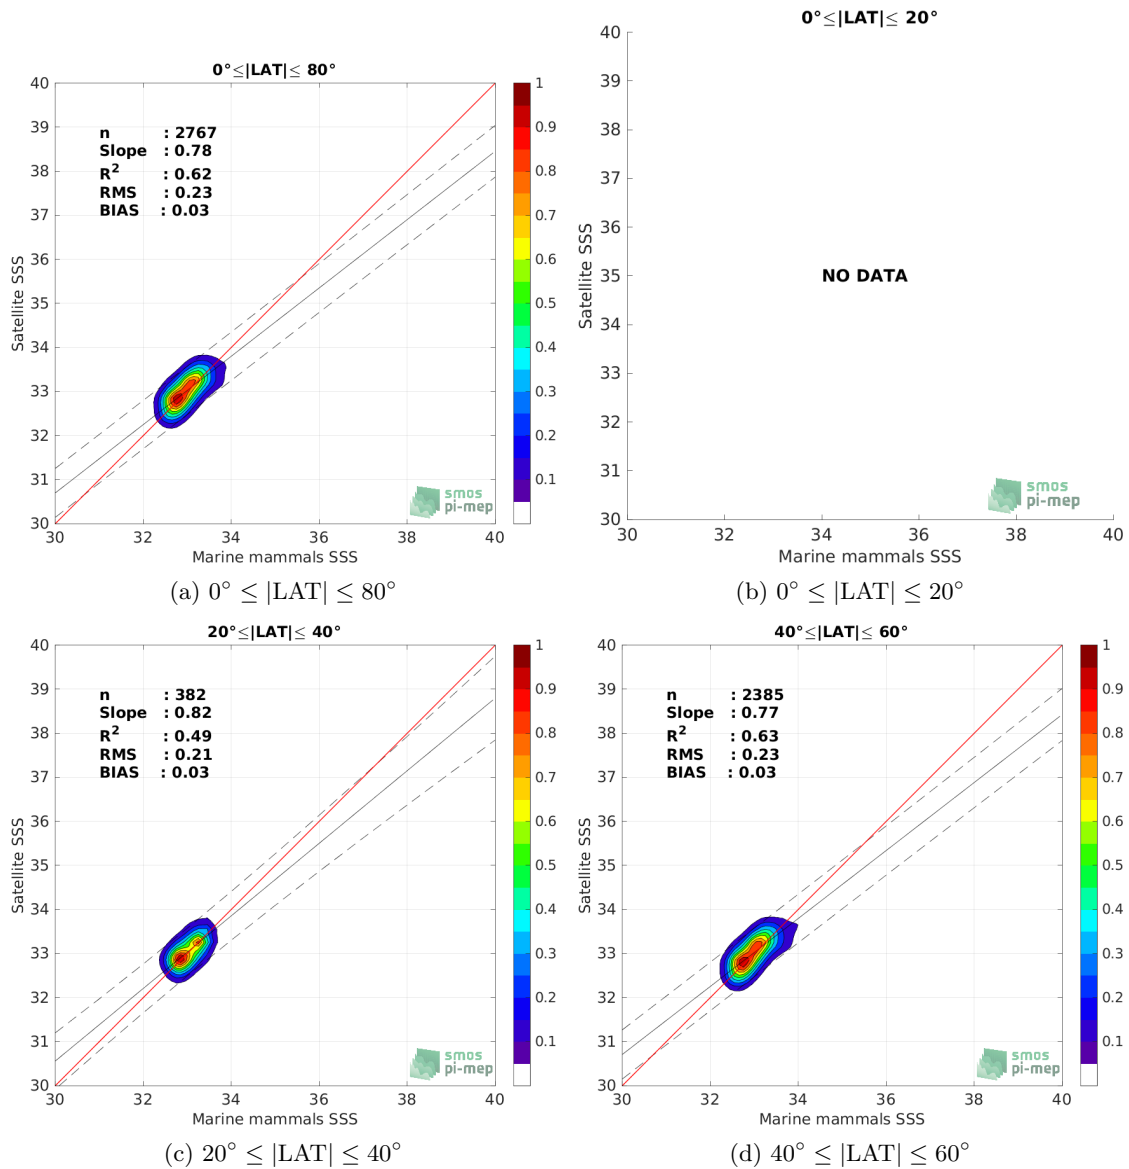 0°≤|LAT|≤ 80°
40
39
38
37
36
35
34
33
32
31
30
n : 2767
Slope : 0.78
R² : 0.62
RMS : 0.23
BIAS : 0.03
Satellite SSS
smos
pi-mep
30 32 34 36 38 40
Marine mammals SSS
1
0.9
0.8
0.7
0.6
0.5
0.4
0.3
0.2
0.1
(a) 0° ≤ |LAT| ≤ 80°
0°≤|LAT|≤ 20°
40
39
38
37
36
35
34
33
32
31
30
Satellite SSS
NO DATA
smos
pi-mep
30 32 34 36 38 40
Marine mammals SSS
(b) 0° ≤ |LAT| ≤ 20°
20°≤|LAT|≤ 40°
40
39
38
37
36
35
34
33
32
31
30
n : 382
Slope : 0.82
R² : 0.49
RMS : 0.21
BIAS : 0.03
Satellite SSS
smos
pi-mep
30 32 34 36 38 40
Marine mammals SSS
1
0.9
0.8
0.7
0.6
0.5
0.4
0.3
0.2
0.1
(c) 20° ≤ |LAT| ≤ 40°
40°≤|LAT|≤ 60°
40
39
38
37
36
35
34
33
32
31
30
n : 2385
Slope : 0.77
R² : 0.63
RMS : 0.23
BIAS : 0.03
Satellite SSS
smos
pi-mep
30 32 34 36 38 40
Marine mammals SSS
1
0.9
0.8
0.7
0.6
0.5
0.4
0.3
0.2
0.1
(d) 40° ≤ |LAT| ≤ 60°